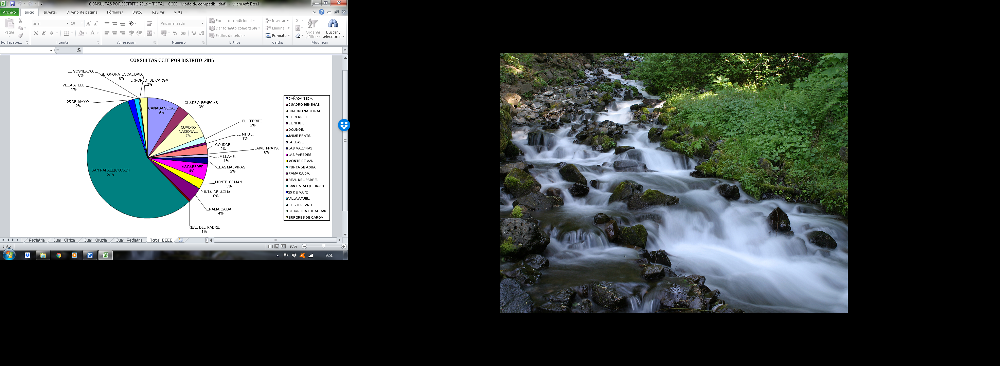 CONSULTAS POR DISTRITO 2016 Y TOTAL   CCEE  [Modo de compatibilidad]  -  Microsoft Excel
Archivo Inicio Insertar Diseño de página Fórmulas Datos Revisar Vista
Pegar
Portapape...
arial 10
N K S
Fuente
Alineación
Personalizada
% 000
Número
Formato condicional
Dar formato como tabla
Estilos de celda
Estilos
Insertar
Eliminar
Formato
Celdas
Σ
Ordenar
y filtrar
Buscar y
seleccionar
Modificar
fx
CONSULTAS CCEE POR DISTRITO-2016
EL SOSNEADO.
0%
SE IGNORA LOCALIDAD.
0%
ERRORES DE CARGA
2%
VILLA ATUEL.
1%
25 DE MAYO.
2%
CAÑADA SECA.
9%
CUADRO BENEGAS.
3%
CUADRO
NACIONAL.
7%
EL CERRITO.
2%
EL NIHUIL.
1%
GOUDGE.
2%
JAIME PRATS.
0%
LA LLAVE.
1%
LAS MALVINAS.
2%
LAS PAREDES.
4%
MONTE COMAN.
3%
PUNTA DE AGUA.
0%
RAMA CAIDA.
4%
REAL DEL PADRE.
1%
SAN RAFAEL(CIUDAD)
57%
CAÑADA SECA.
CUADRO BENEGAS.
CUADRO NACIONAL.
EL CERRITO.
EL NIHUIL.
GOUDGE.
JAIME PRATS.
LA LLAVE.
LAS MALVINAS.
LAS PAREDES.
MONTE COMAN.
PUNTA DE AGUA.
RAMA CAIDA.
REAL DEL PADRE.
SAN RAFAEL(CIUDAD)
25 DE MAYO.
VILLA ATUEL.
EL SOSNEADO.
SE IGNORA LOCALIDAD.
ERRORES DE CARGA
Pediatria Guar. Clinica Guar. Cirugia Guar. Pediatria Total CCEE
Listo 97%
9:51